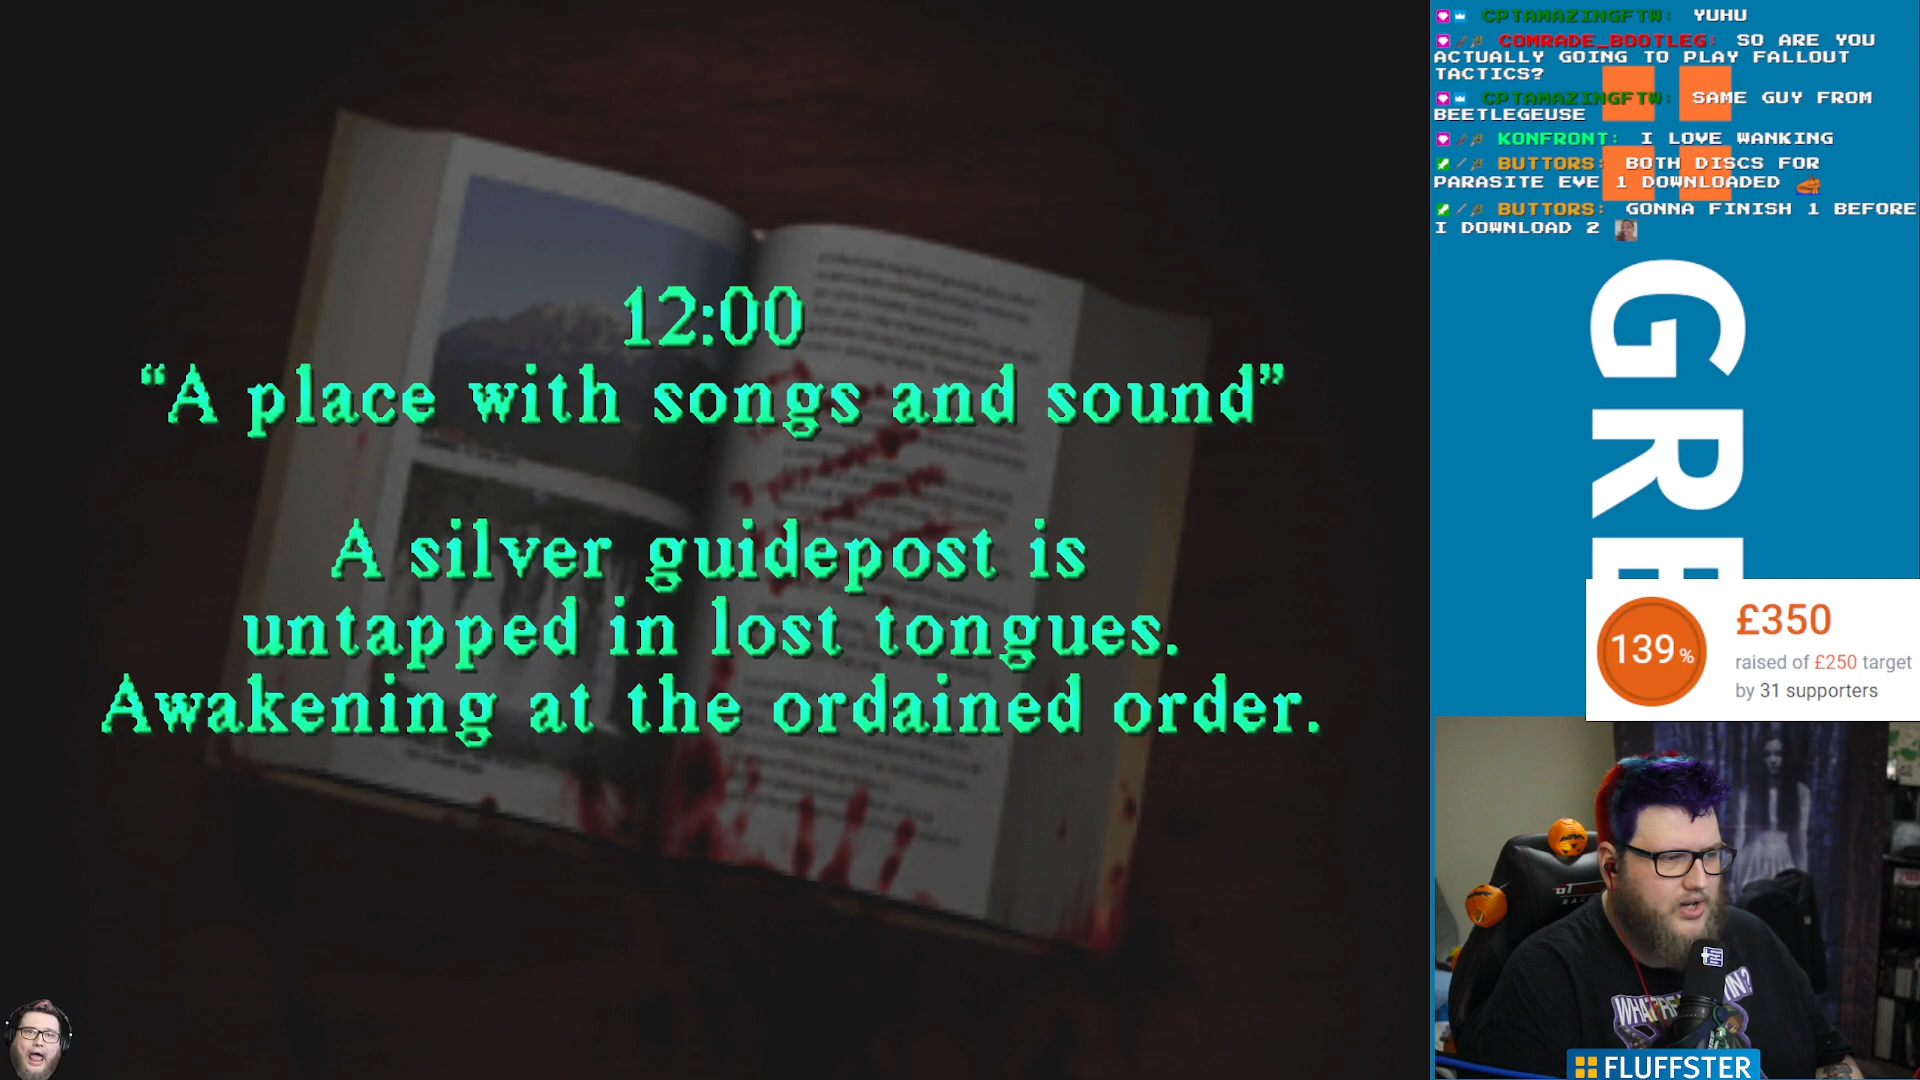 12:00
“A place with songs and sound”
A silver guidepost is
untapped in lost tongues.
Awakening at the ordained order.
CPTAMAZINGFTW: YUHU
COMRADE_BOOTLEG: SO ARE YOU
ACTUALLY GOING TO PLAY FALLOUT
TACTICS?
CPTAMAZINGFTW: SAME GUY FROM
BEETLEGEUSE
KONFRONT: I LOVE WANKING
BUTTORS: BOTH DISCS FOR
PARASITE EVE 1 DOWNLOADED
BUTTORS: GONNA FINISH 1 BEFORE
I DOWNLOAD 2
GRE
139%
£350
raised of £250 target
by 31 supporters
FLUFFSTER